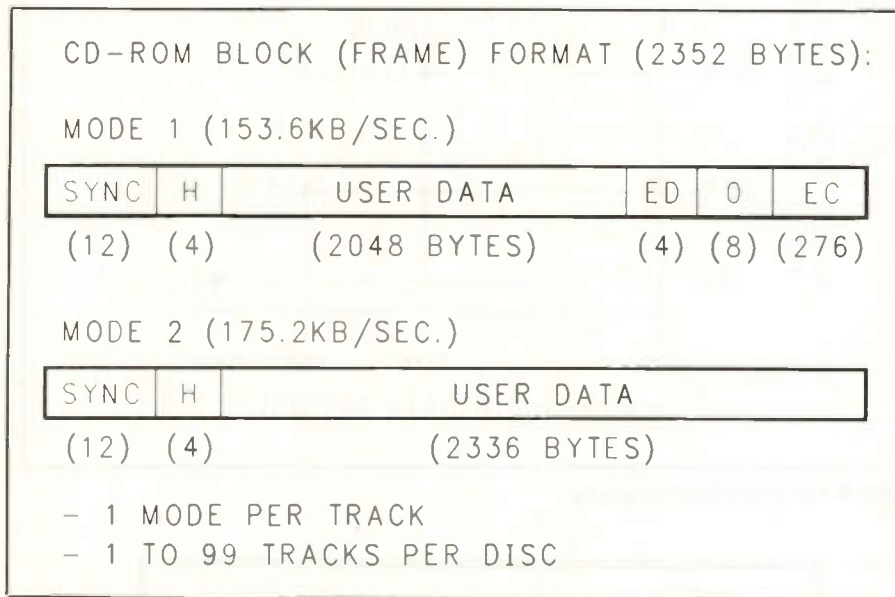 CD-ROM BLOCK (FRAME) FORMAT (2352 BYTES):
MODE 1 (153.6KB/SEC.)
SYNC H USER DATA ED 0 EC
(12) (4) (2048 BYTES) (4) (8) (276)
MODE 2 (175.2KB/SEC.)
SYNC H USER DATA
(12) (4) (2336 BYTES)
– 1 MODE PER TRACK
– 1 TO 99 TRACKS PER DISC